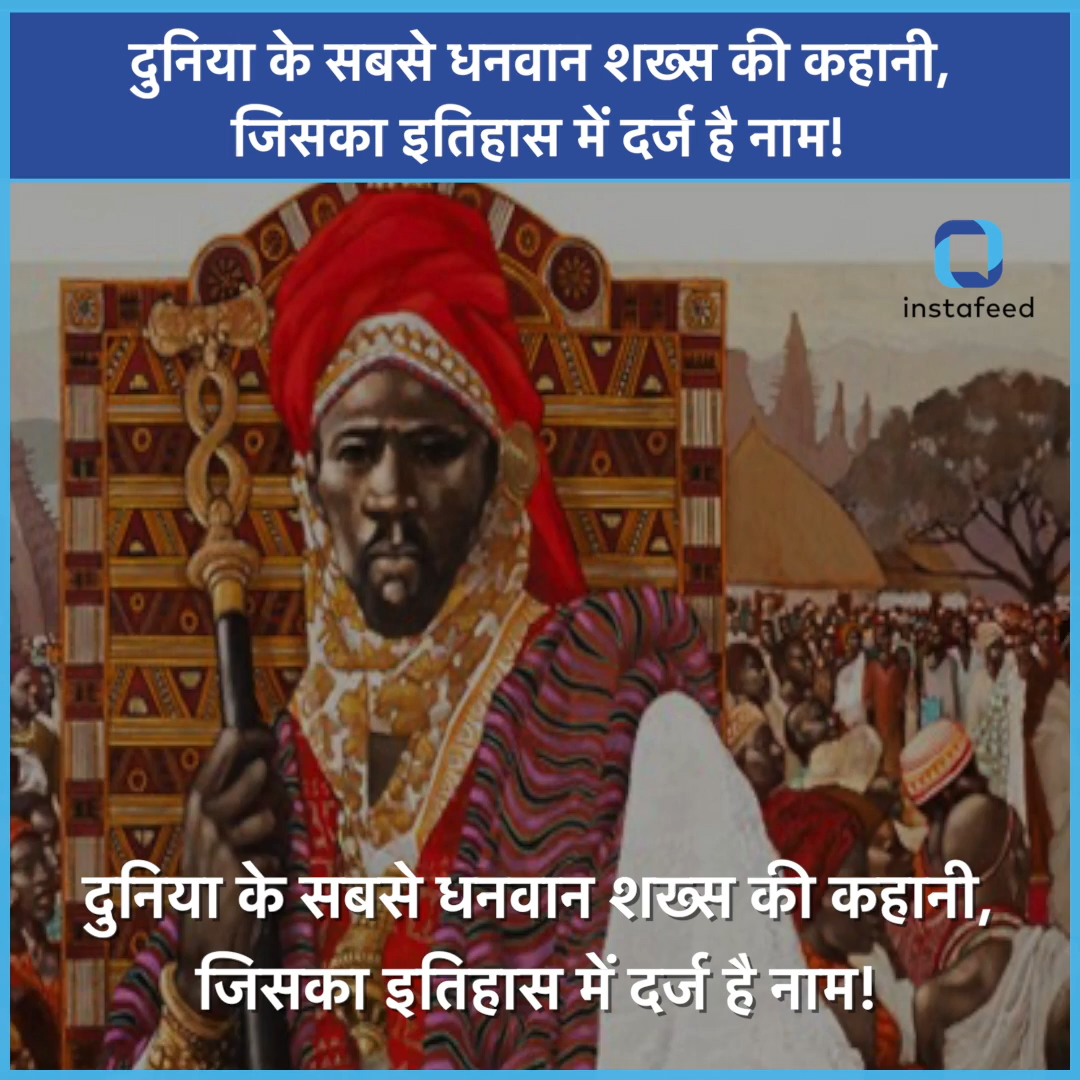 दुनिया के सबसे धनवान शख्स की कहानी,
जिसका इतिहास में दर्ज है नाम!
instafeed
दुनिया के सबसे धनवान शख्स की कहानी,
जिसका इतिहास में दर्ज है नाम!